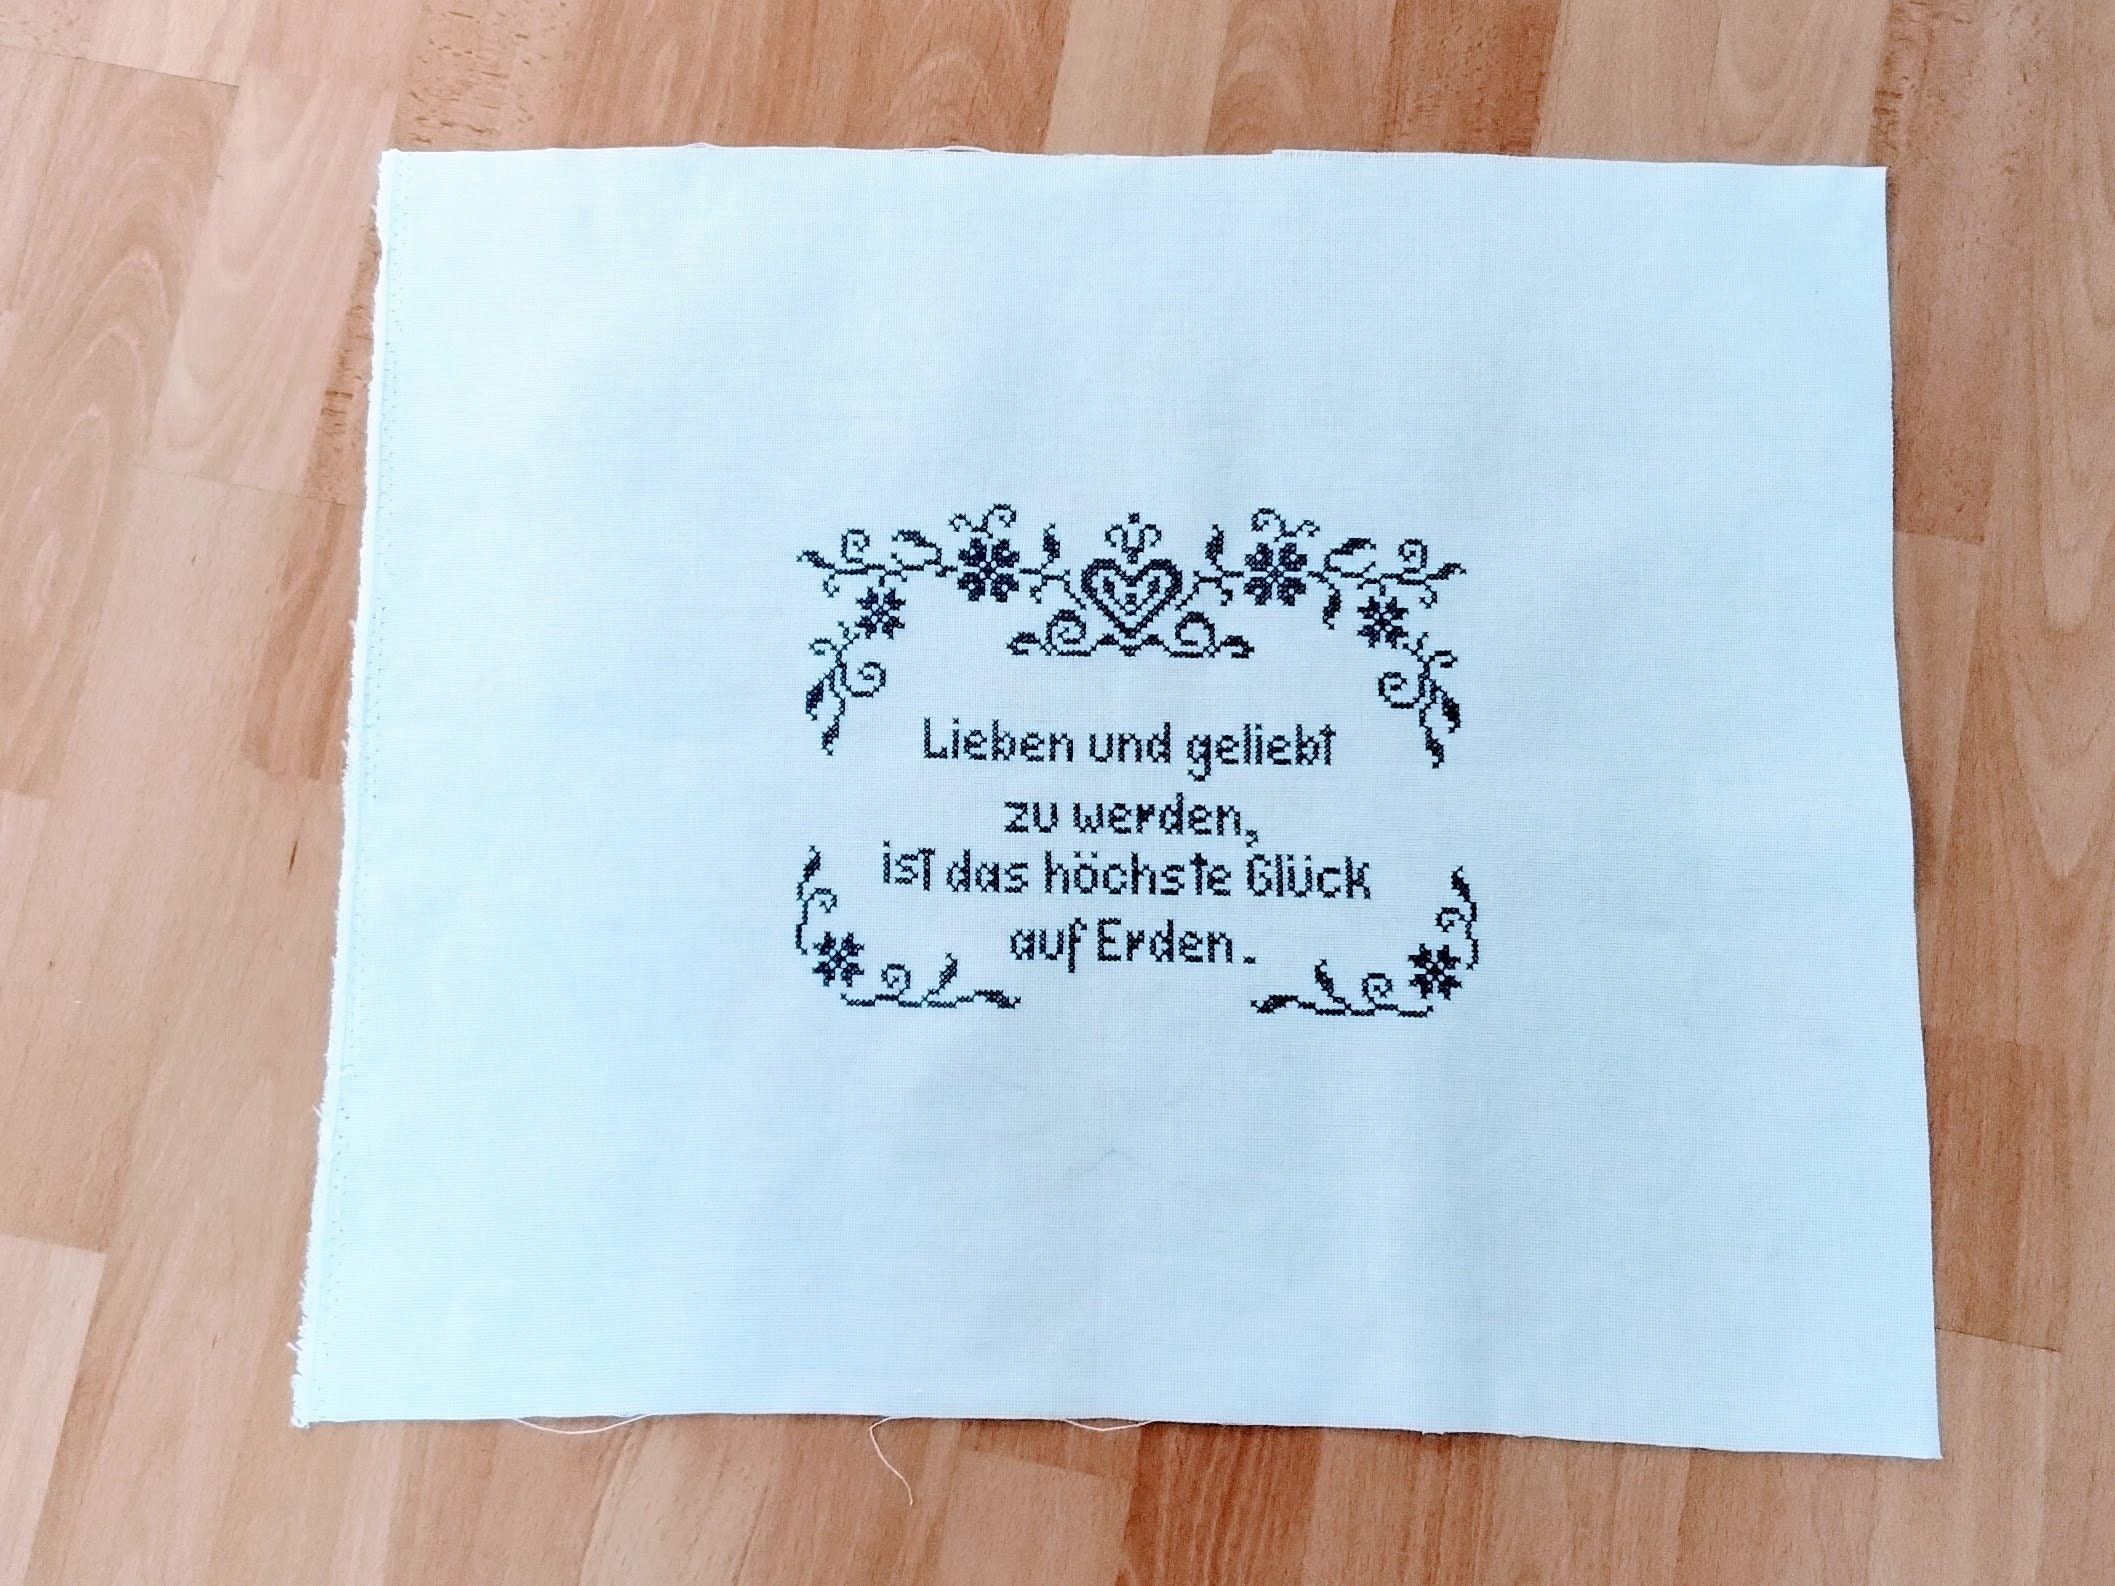 Lieben und geliebt
zu werden,
ist das höchste Glück
auf Erden.